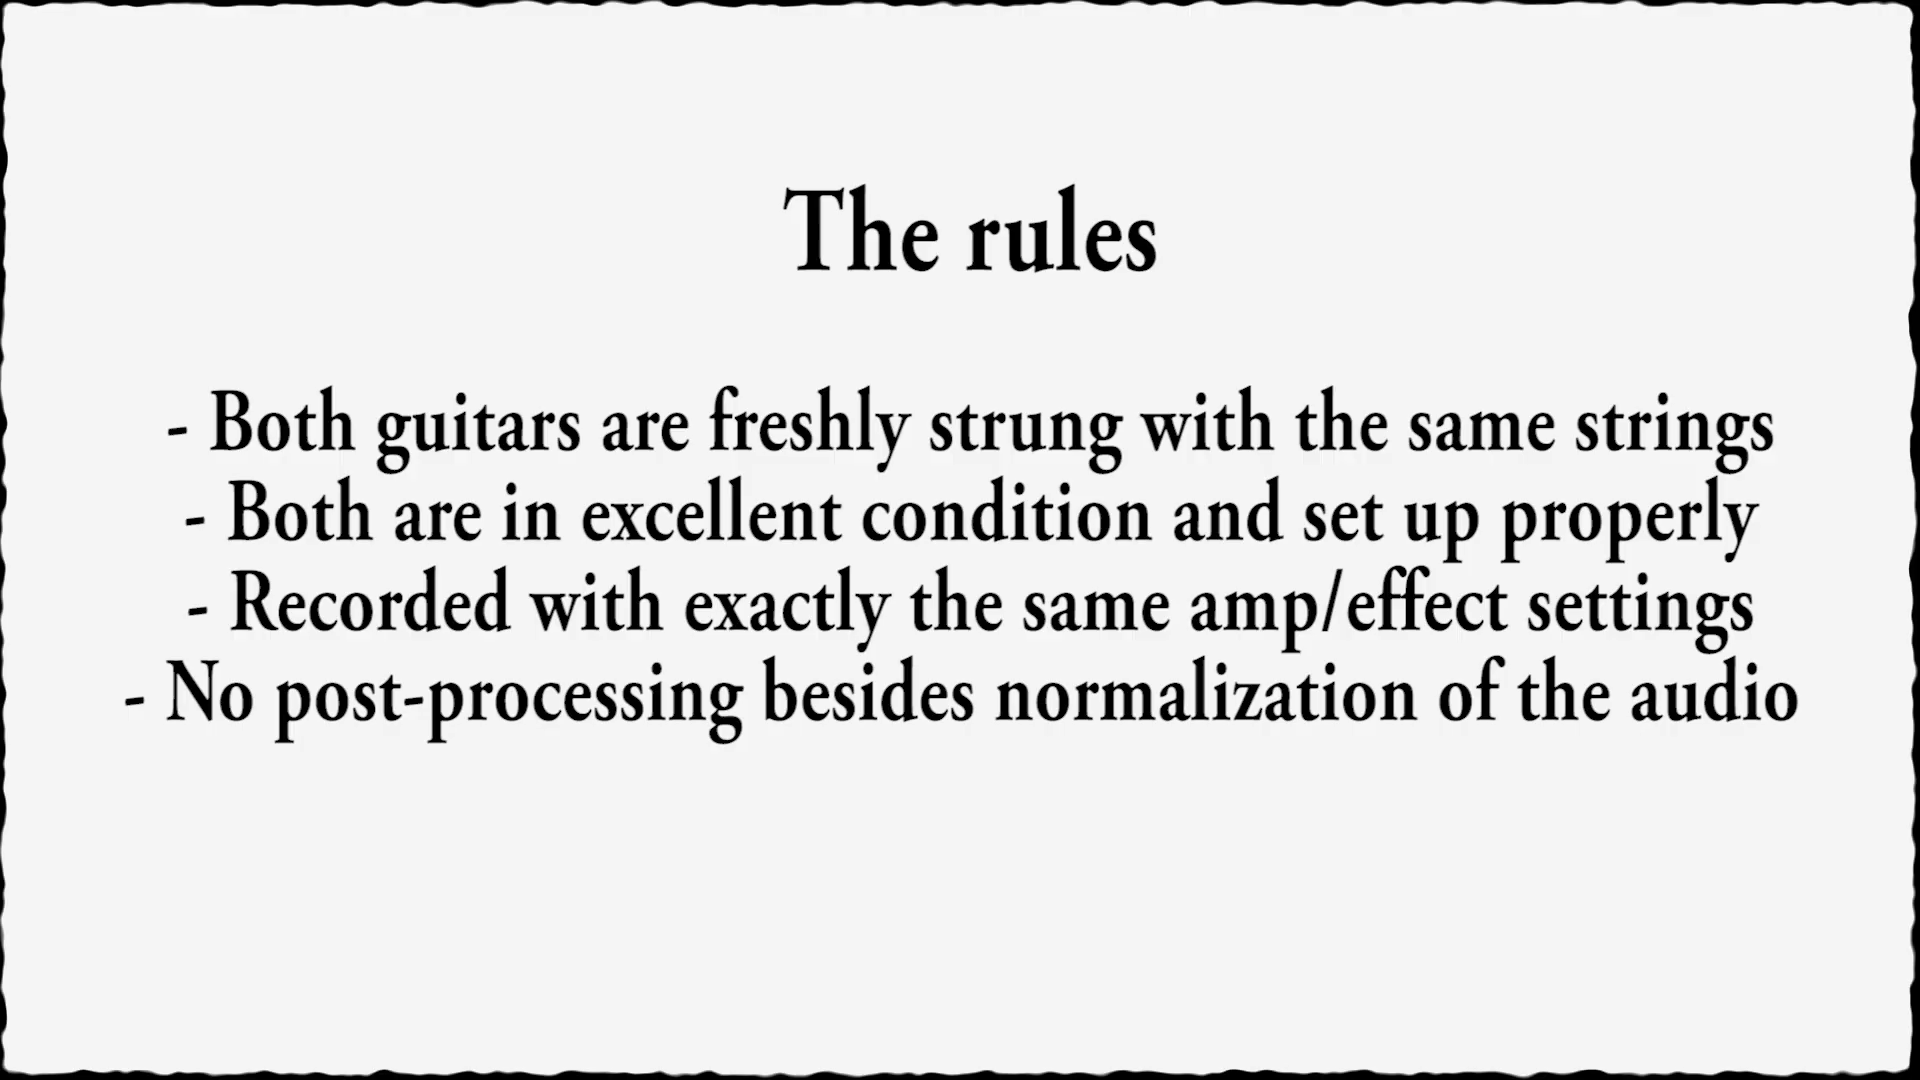 The rules
- Both guitars are freshly strung with the same strings
- Both are in excellent condition and set up properly
- Recorded with exactly the same amp/effect settings
- No post-processing besides normalization of the audio